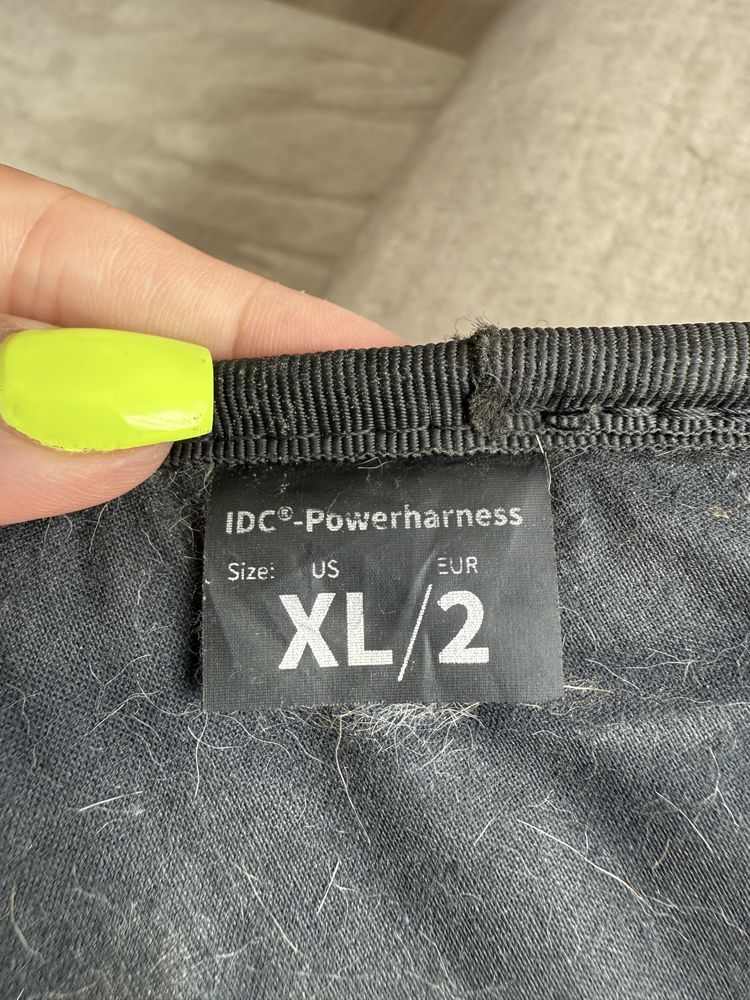 IDC®-Powerharness
Size: US EUR
XL/2